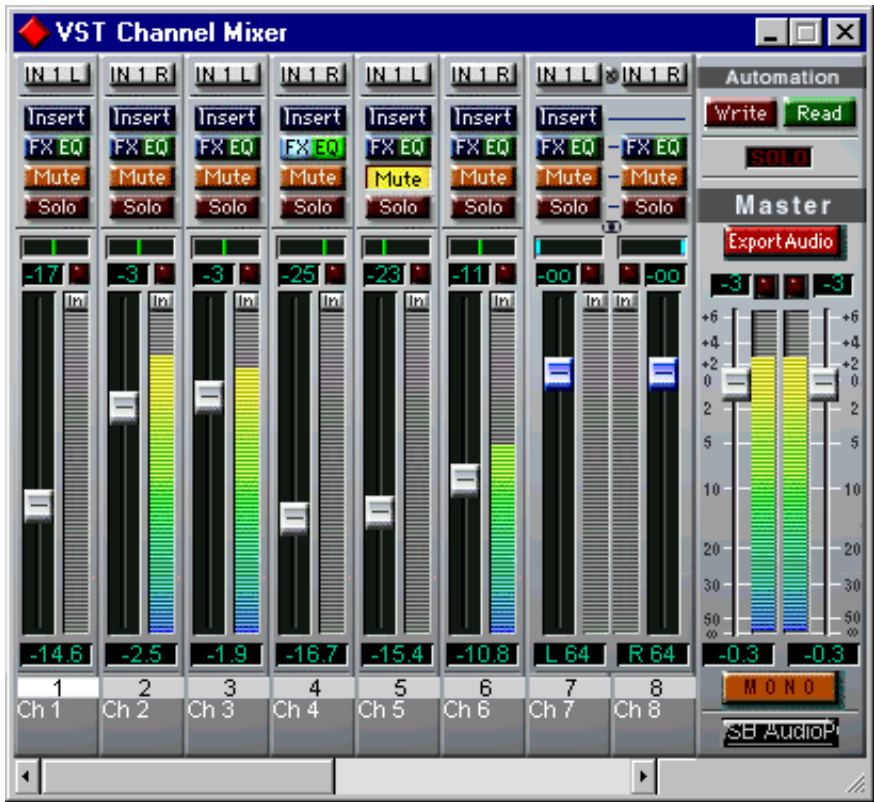 VST Channel Mixer
IN 1 L IN 1 R IN 1 L IN 1 R IN 1 L IN 1 R IN 1 L IN 1 R Automation
Insert Insert Insert Insert Insert Insert Insert Write Read
FX EQ FX EQ FX EQ FX EQ FX EQ FX EQ FX EQ FX EQ
Mute Mute Mute Mute Mute Mute Mute Mute SOLO
Solo Solo Solo Solo Solo Solo Solo Solo Master
Export Audio
-17 -3 -3 -25 -23 -11 -oo -oo -3 -3
In In In In In In In In
+6 +6
+4 +4
+2 +2
0 0
2 2
5 5
10 10
20 20
30 30
50 50
∞ ∞
-14.6 -2.5 -1.9 -16.7 -15.4 -10.8 L 64 R 64 -0.3 -0.3
1 2 3 4 5 6 7 8 MONO
Ch 1 Ch 2 Ch 3 Ch 4 Ch 5 Ch 6 Ch 7 Ch 8
SB AudioP